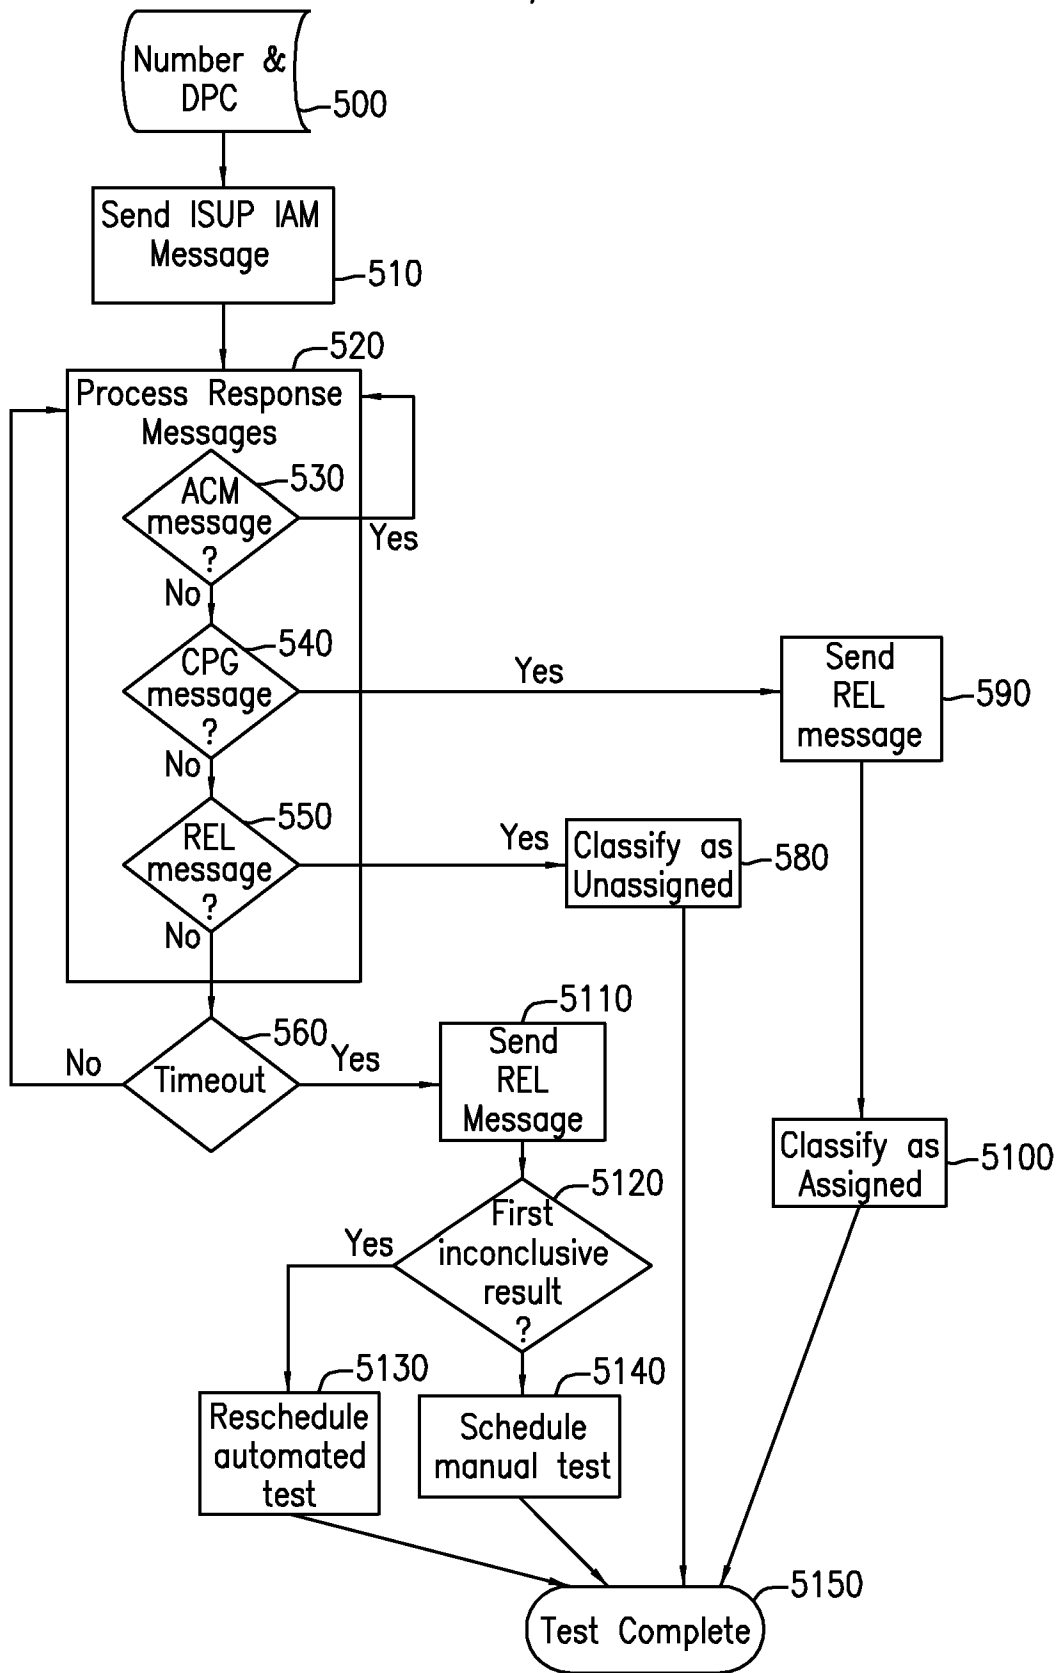 Number &
DPC
500
Send ISUP IAM
Message
510
520
Process Response
Messages
530
ACM
message
?
Yes
No
540
CPG
message
?
Yes
No
Send
REL
message
590
550
REL
message
?
Yes
No
Classify as
Unassigned
580
560
Timeout
No
Yes
5110
Send
REL
Message
Classify as
Assigned
5100
5120
First
inconclusive
result
?
Yes
5130
Reschedule
automated
test
5140
Schedule
manual test
5150
Test Complete